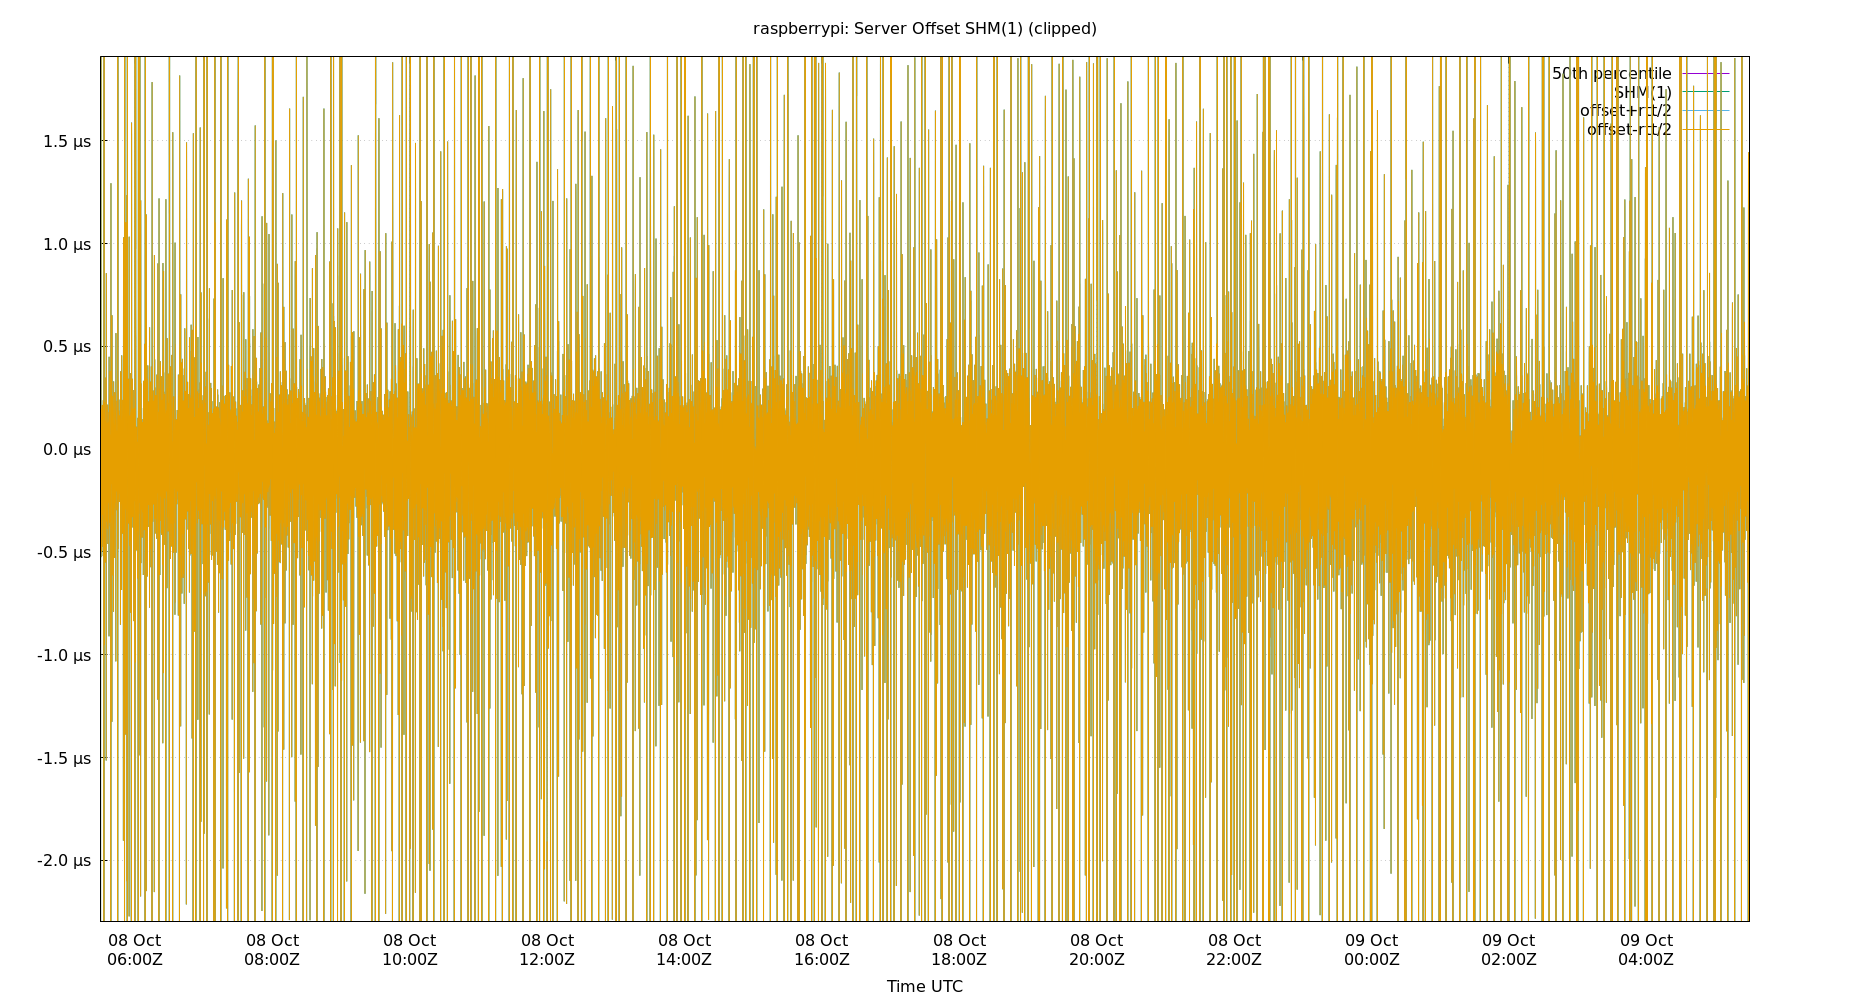 raspberrypi: Server Offset SHM(1) (clipped)
50th percentile
SHM(1)
offset+rtt/2
offset-rtt/2
1.5 µs
1.0 µs
0.5 µs
0.0 µs
-0.5 µs
-1.0 µs
-1.5 µs
-2.0 µs
08 Oct 08 Oct 08 Oct 08 Oct 08 Oct 08 Oct 08 Oct 08 Oct 08 Oct 09 Oct 09 Oct 09 Oct
06:00Z 08:00Z 10:00Z 12:00Z 14:00Z 16:00Z 18:00Z 20:00Z 22:00Z 00:00Z 02:00Z 04:00Z
Time UTC